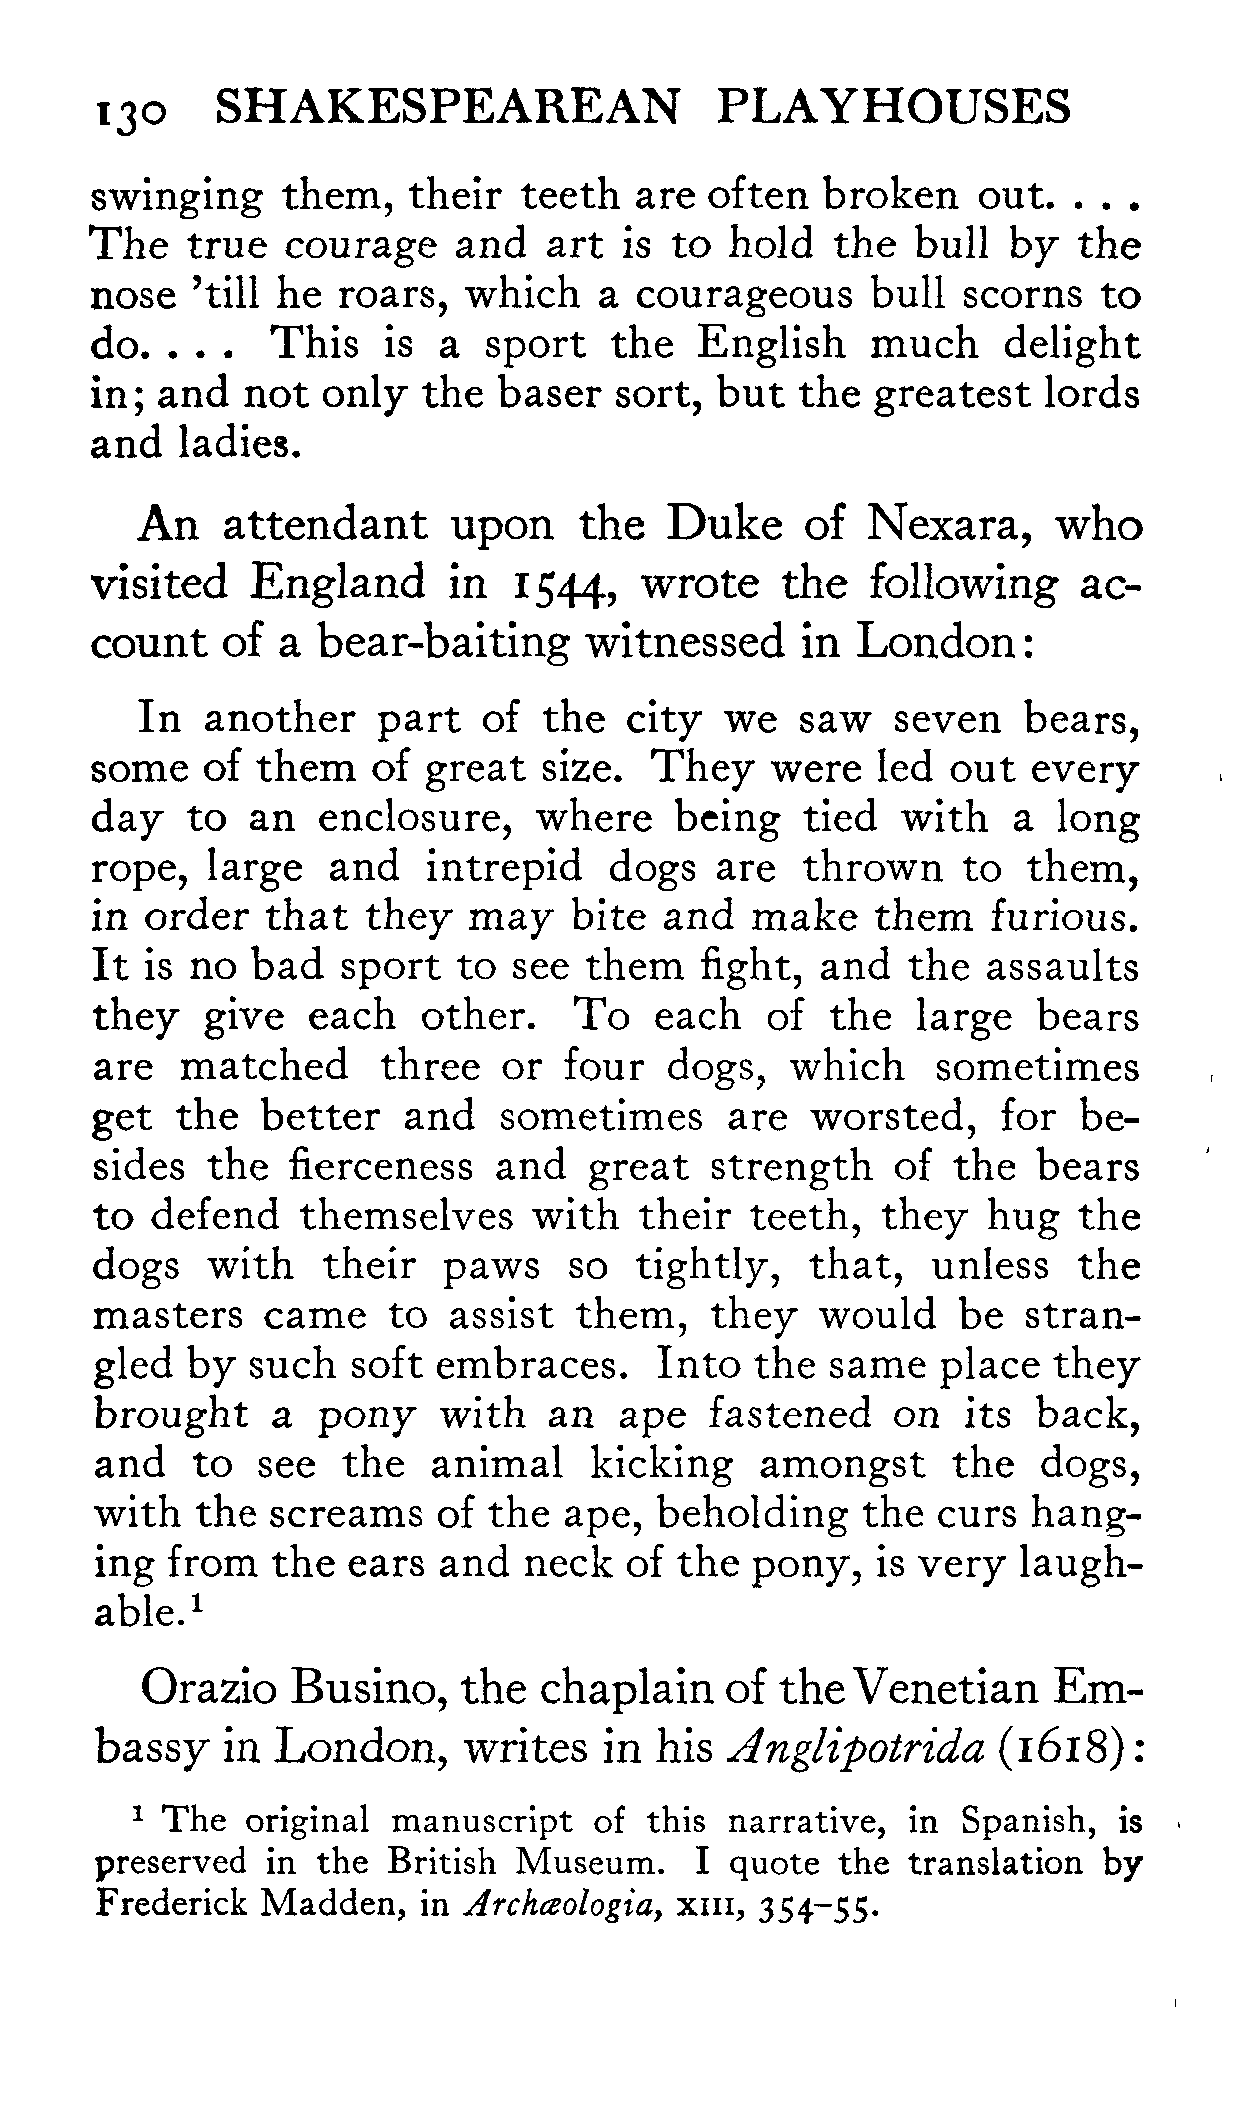 130 SHAKESPEAREAN PLAYHOUSES
swinging them, their teeth are often broken out. . . .
The true courage and art is to hold the bull by the
nose ’till he roars, which a courageous bull scorns to
do. . . . This is a sport the English much delight
in; and not only the baser sort, but the greatest lords
and ladies.
An attendant upon the Duke of Nexara, who
visited England in 1544, wrote the following ac-
count of a bear-baiting witnessed in London:
In another part of the city we saw seven bears,
some of them of great size. They were led out every
day to an enclosure, where being tied with a long
rope, large and intrepid dogs are thrown to them,
in order that they may bite and make them furious.
It is no bad sport to see them fight, and the assaults
they give each other. To each of the large bears
are matched three or four dogs, which sometimes
get the better and sometimes are worsted, for be-
sides the fierceness and great strength of the bears
to defend themselves with their teeth, they hug the
dogs with their paws so tightly, that, unless the
masters came to assist them, they would be stran-
gled by such soft embraces. Into the same place they
brought a pony with an ape fastened on its back,
and to see the animal kicking amongst the dogs,
with the screams of the ape, beholding the curs hang-
ing from the ears and neck of the pony, is very laugh-
able.¹
Orazio Busino, the chaplain of the Venetian Em-
bassy in London, writes in his Anglipotrida (1618):
¹ The original manuscript of this narrative, in Spanish, is
preserved in the British Museum. I quote the translation by
Frederick Madden, in Archæologia, XIII, 354–55.